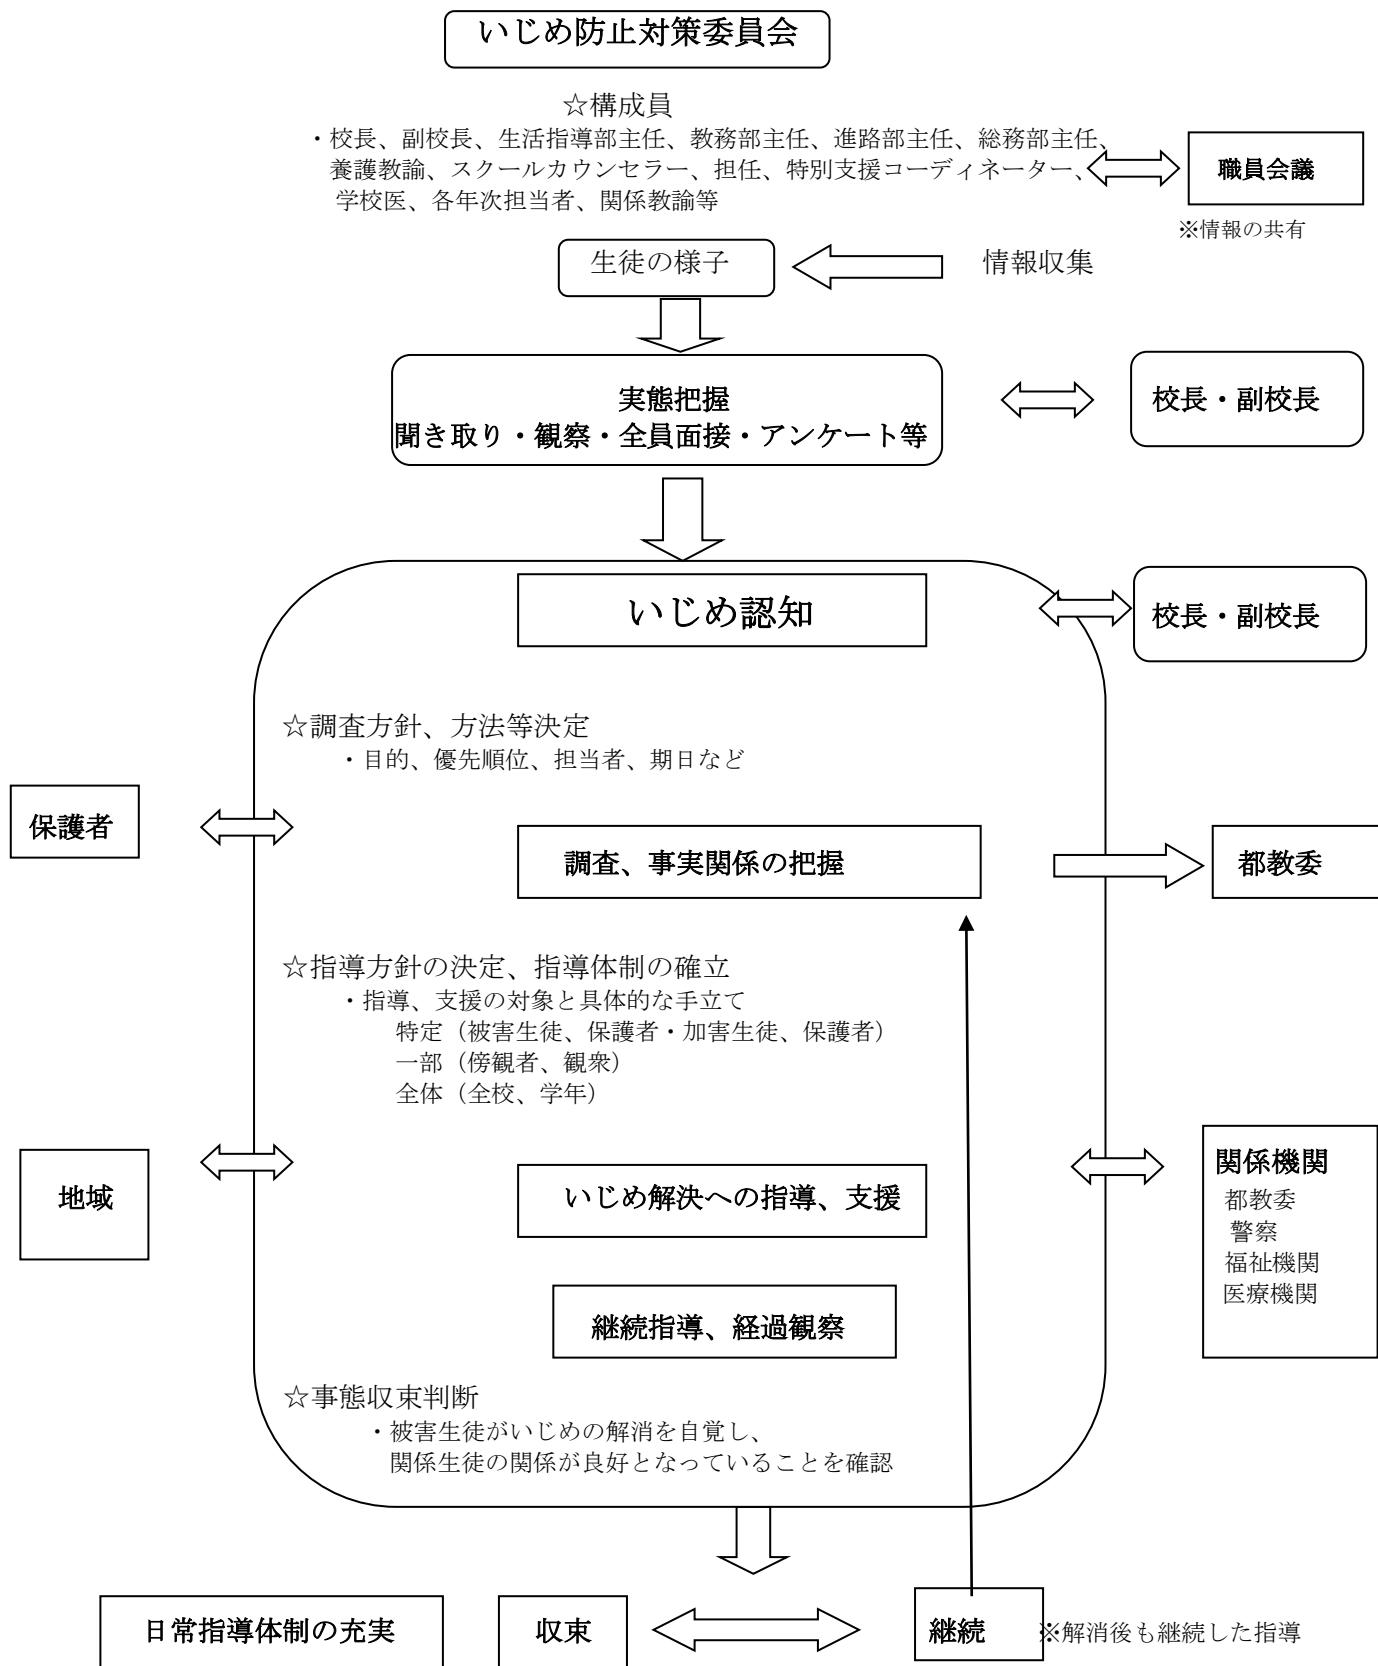 いじめ防止対策委員会
☆構成員
・校長、副校長、生活指導部主任、教務部主任、進路部主任、総務部主任、
養護教諭、スクールカウンセラー、担任、特別支援コーディネーター、
学校医、各年次担当者、関係教諭等
職員会議
※情報の共有
生徒の様子
情報収集
実態把握
聞き取り・観察・全員面接・アンケート等
校長・副校長
いじめ認知
校長・副校長
☆調査方針、方法等決定
・目的、優先順位、担当者、期日など
保護者
調査、事実関係の把握
都教委
☆指導方針の決定、指導体制の確立
・指導、支援の対象と具体的な手立て
特定（被害生徒、保護者・加害生徒、保護者）
一部（傍観者、観衆）
全体（全校、学年）
地域
いじめ解決への指導、支援
関係機関
都教委
警察
福祉機関
医療機関
継続指導、経過観察
☆事態収束判断
・被害生徒がいじめの解消を自覚し、
関係生徒の関係が良好となっていることを確認
日常指導体制の充実
収束
継続
※解消後も継続した指導